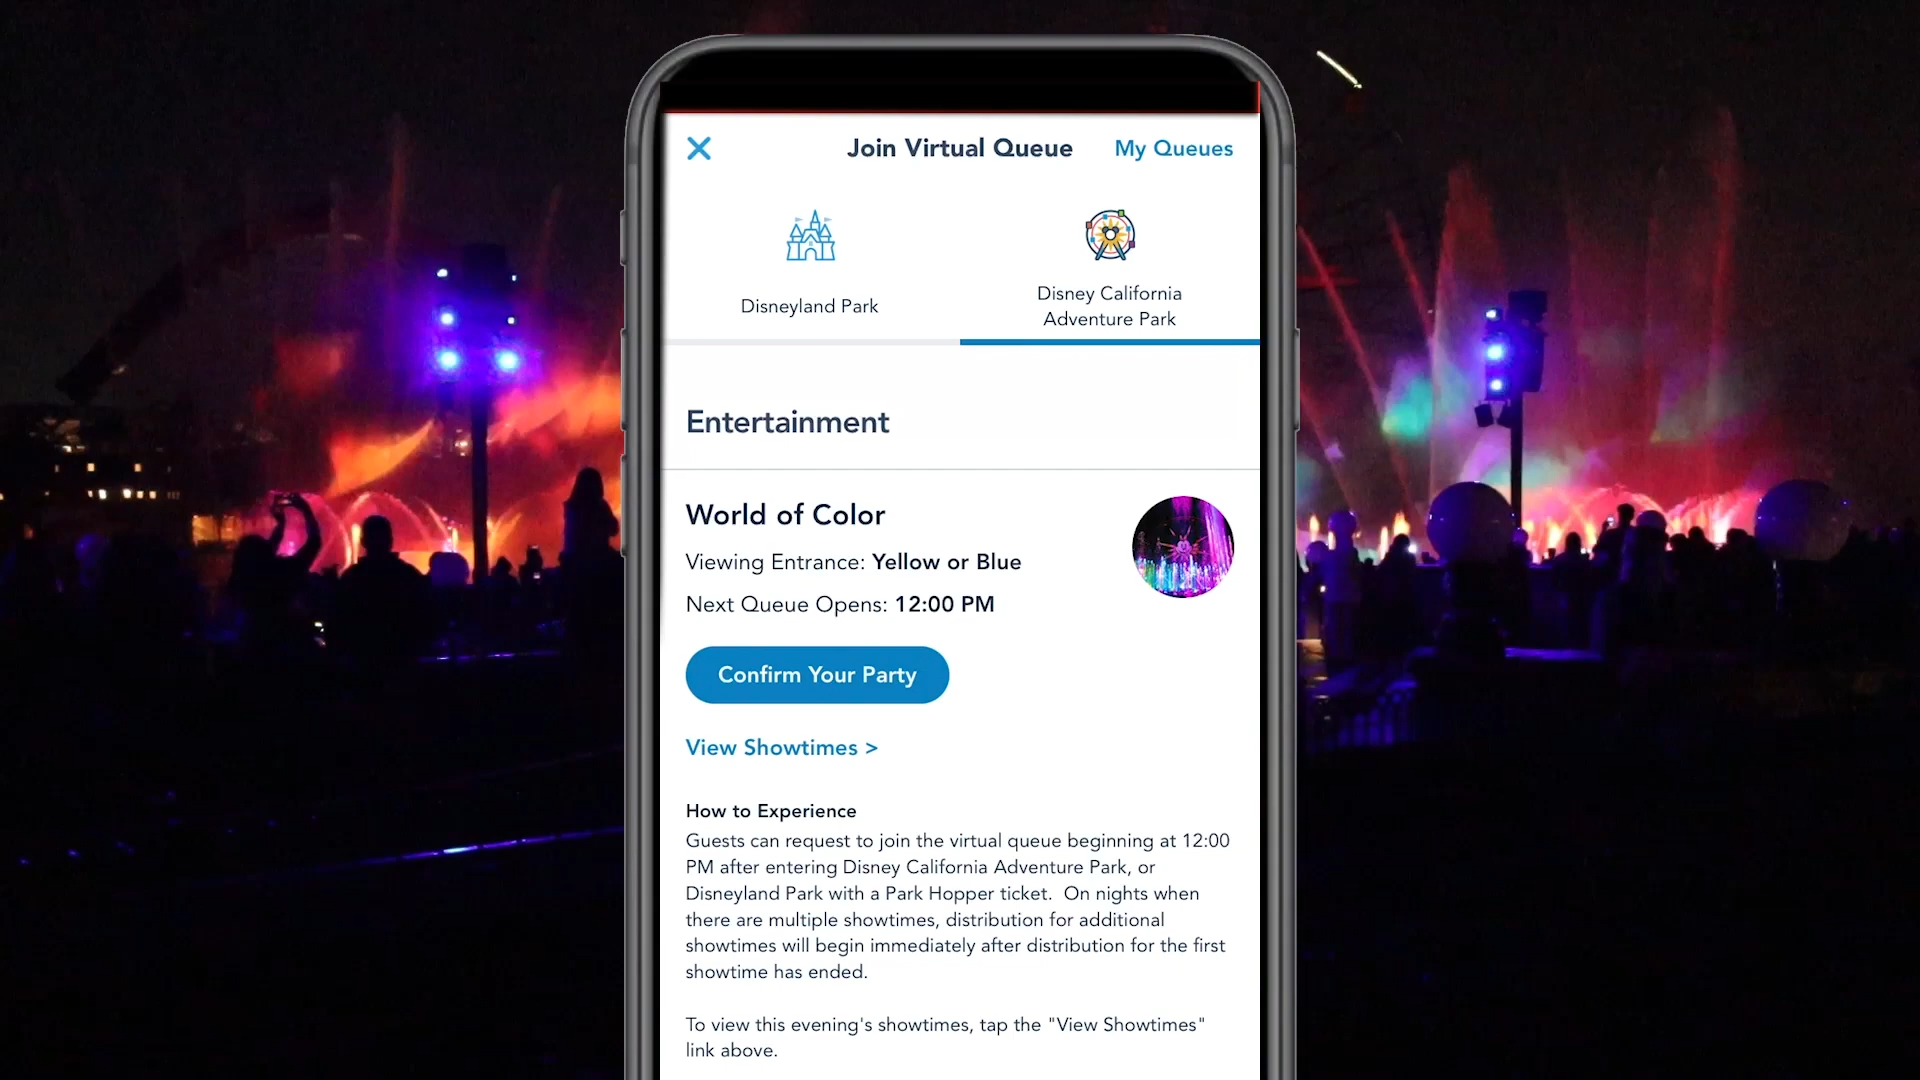 Join Virtual Queue
My Queues
Disneyland Park
Disney California
Adventure Park
Entertainment
World of Color
Viewing Entrance: Yellow or Blue
Next Queue Opens: 12:00 PM
Confirm Your Party
View Showtimes >
How to Experience
Guests can request to join the virtual queue beginning at 12:00
PM after entering Disney California Adventure Park, or
Disneyland Park with a Park Hopper ticket.  On nights when
there are multiple showtimes, distribution for additional
showtimes will begin immediately after distribution for the first
showtime has ended.
To view this evening's showtimes, tap the "View Showtimes"
link above.